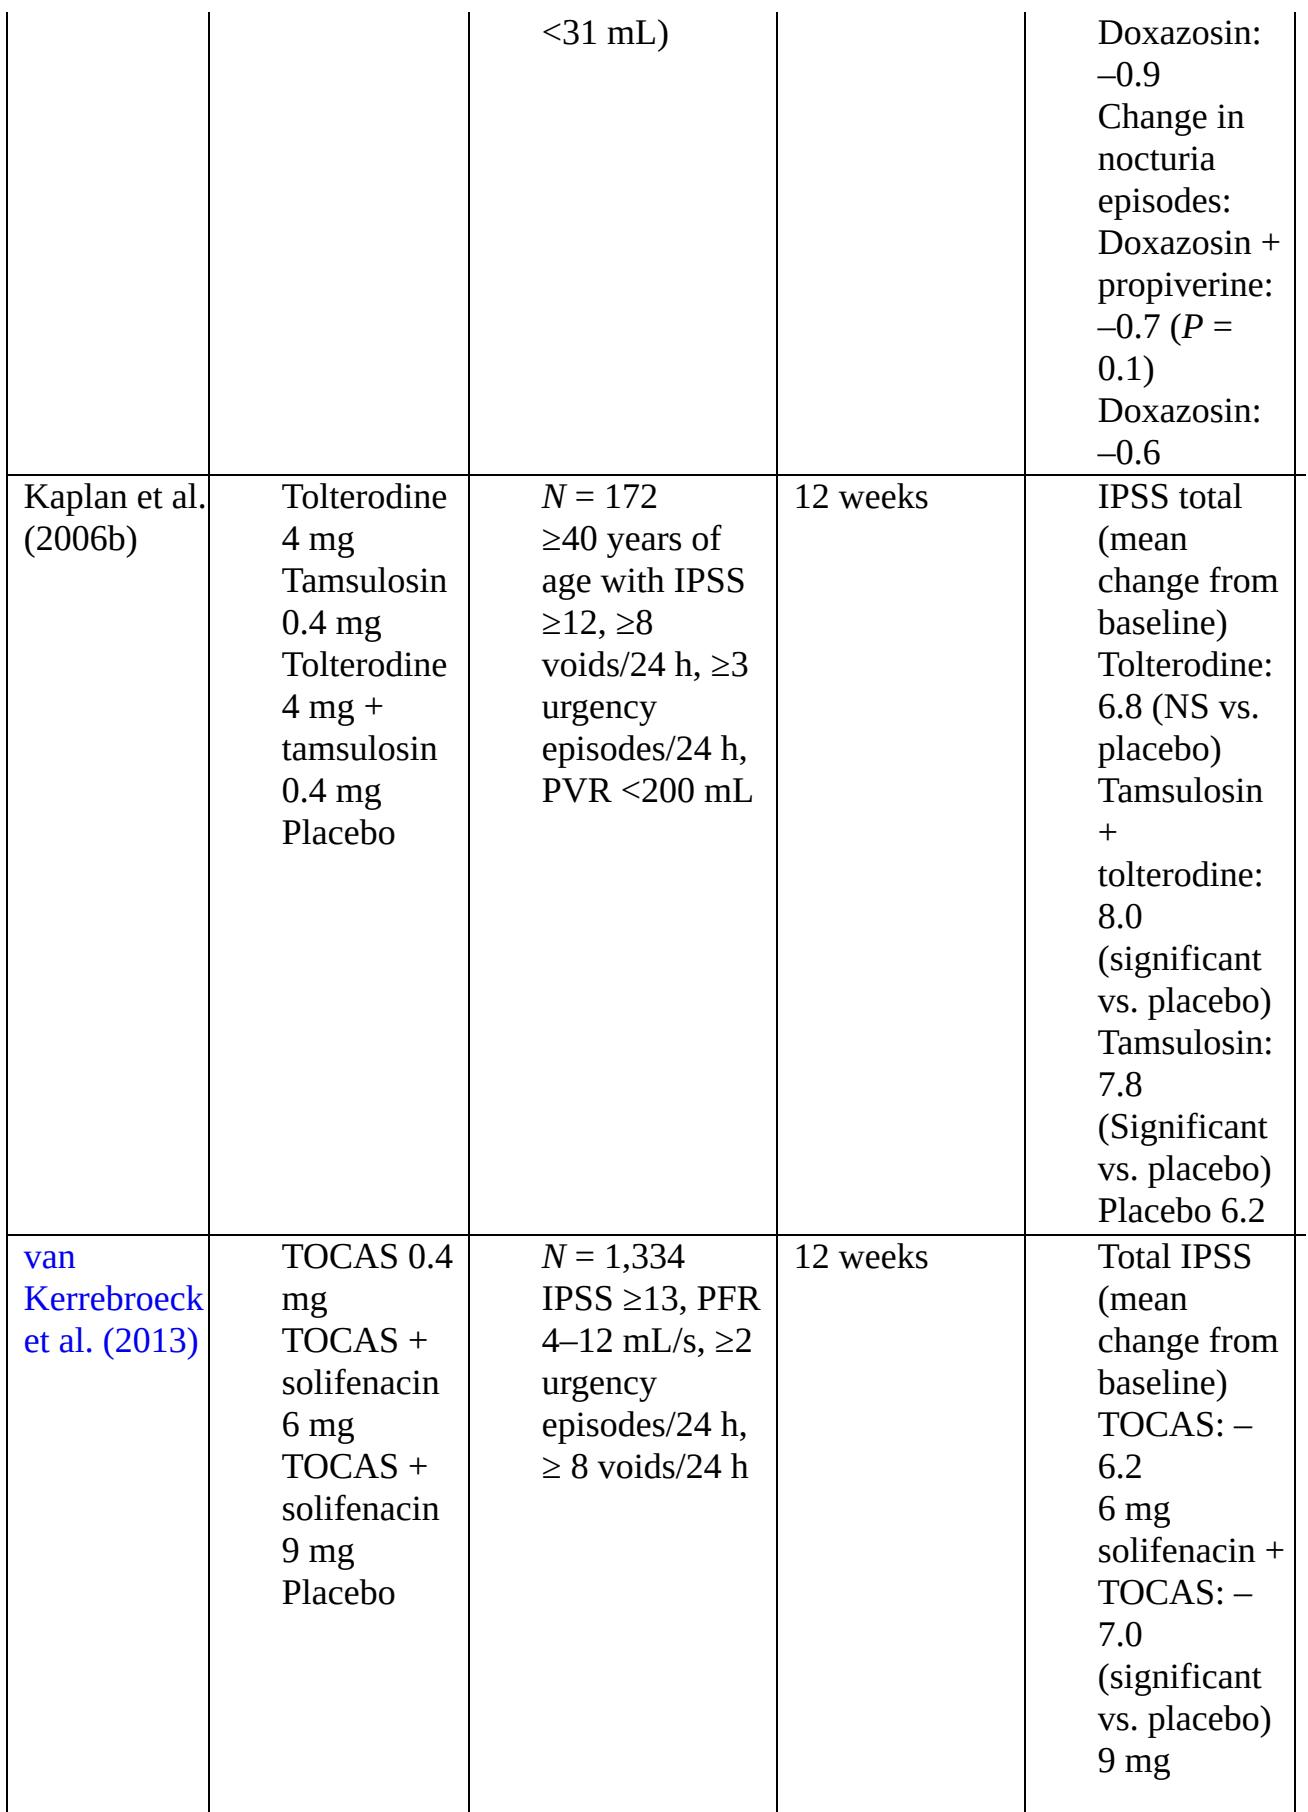 <31 mL)
Doxazosin:
–0.9
Change in
nocturia
episodes:
Doxazosin +
propiverine:
–0.7 (P =
0.1)
Doxazosin:
–0.6
Kaplan et al.
(2006b)
Tolterodine
4 mg
Tamsulosin
0.4 mg
Tolterodine
4 mg +
tamsulosin
0.4 mg
Placebo
N = 172
≥40 years of
age with IPSS
≥12, ≥8
voids/24 h, ≥3
urgency
episodes/24 h,
PVR <200 mL
12 weeks
IPSS total
(mean
change from
baseline)
Tolterodine:
6.8 (NS vs.
placebo)
Tamsulosin
+
tolterodine:
8.0
(significant
vs. placebo)
Tamsulosin:
7.8
(Significant
vs. placebo)
Placebo 6.2
van
Kerrebroeck
et al. (2013)
TOCAS 0.4
mg
TOCAS +
solifenacin
6 mg
TOCAS +
solifenacin
9 mg
Placebo
N = 1,334
IPSS ≥13, PFR
4–12 mL/s, ≥2
urgency
episodes/24 h,
≥ 8 voids/24 h
12 weeks
Total IPSS
(mean
change from
baseline)
TOCAS: –
6.2
6 mg
solifenacin +
TOCAS: –
7.0
(significant
vs. placebo)
9 mg